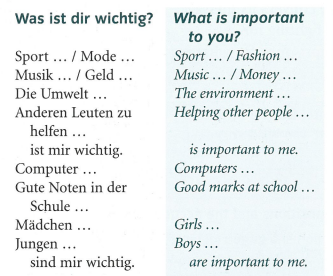 Was ist dir wichtig?
Sport … / Mode …
Musik … / Geld …
Die Umwelt …
Anderen Leuten zu
helfen …
ist mir wichtig.
Computer …
Gute Noten in der
Schule …
Mädchen …
Jungen …
sind mir wichtig.
What is important
to you?
Sport … / Fashion …
Music … / Money …
The environment …
Helping other people …
is important to me.
Computers …
Good marks at school …
Girls …
Boys …
are important to me.